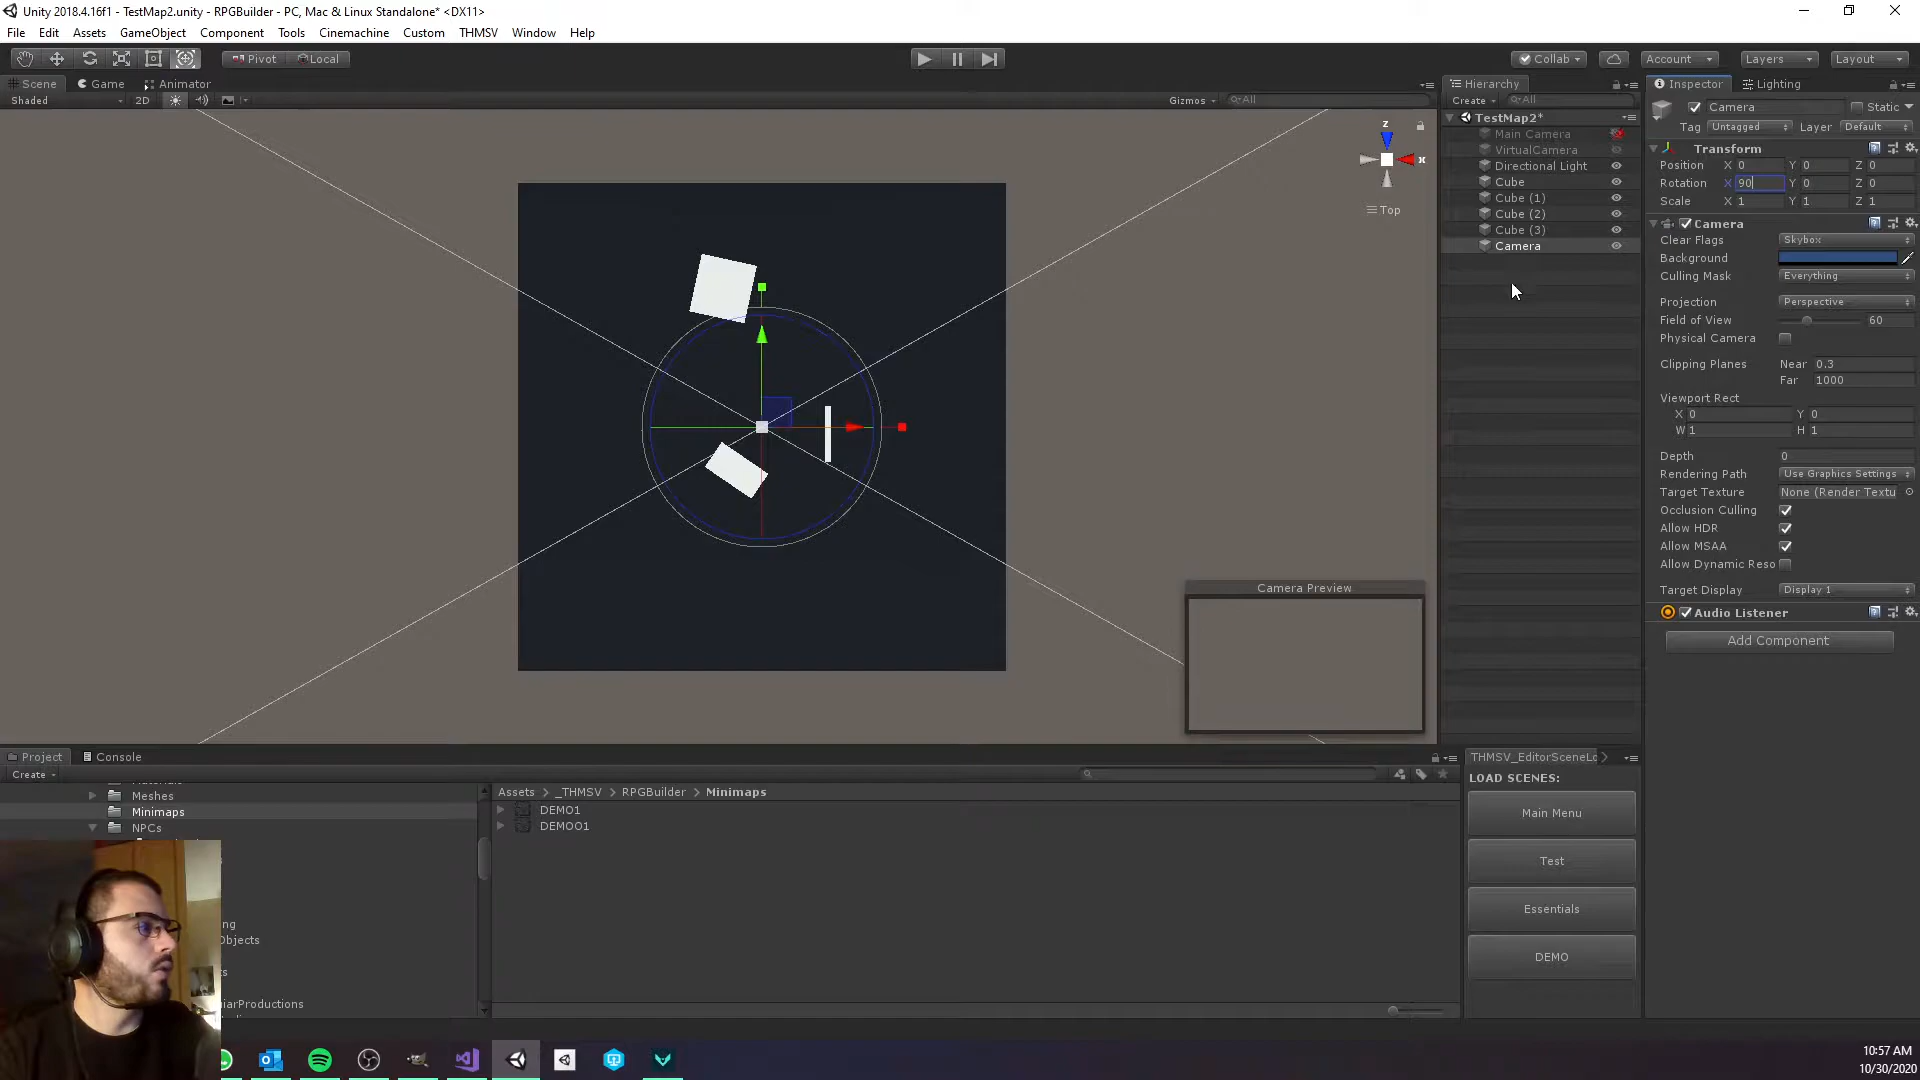 Unity 2018.4.16f1 - TestMap2.unity - RPGBuilder - PC, Mac & Linux Standalone* <DX11>
File Edit Assets GameObject Component Tools Cinemachine Custom THMSV Window Help
Pivot Local
Collab Account Layers Layout
Scene Game Animator
Shaded 2D Gizmos All
z
x
Top
Camera Preview
Hierarchy
Create All
TestMap2*
Main Camera
VirtualCamera
Directional Light
Cube
Cube (1)
Cube (2)
Cube (3)
Camera
Inspector Lighting
Camera Static
Tag Untagged Layer Default
Transform
Position X 0 Y 0 Z 0
Rotation X 90 Y 0 Z 0
Scale X 1 Y 1 Z 1
Camera
Clear Flags Skybox
Background
Culling Mask Everything
Projection Perspective
Field of View 60
Physical Camera
Clipping Planes Near 0.3
Far 1000
Viewport Rect
X 0 Y 0
W 1 H 1
Depth 0
Rendering Path Use Graphics Settings
Target Texture None (Render Textu
Occlusion Culling
Allow HDR
Allow MSAA
Allow Dynamic Reso
Target Display Display 1
Audio Listener
Add Component
Project Console
Create
Meshes
Minimaps
NPCs
ng
Objects
ts
iarProductions
Assets > _THMSV > RPGBuilder > Minimaps
DEMO1
DEMOO1
THMSV_EditorSceneLo
LOAD SCENES:
Main Menu
Test
Essentials
DEMO
10:57 AM
10/30/2020